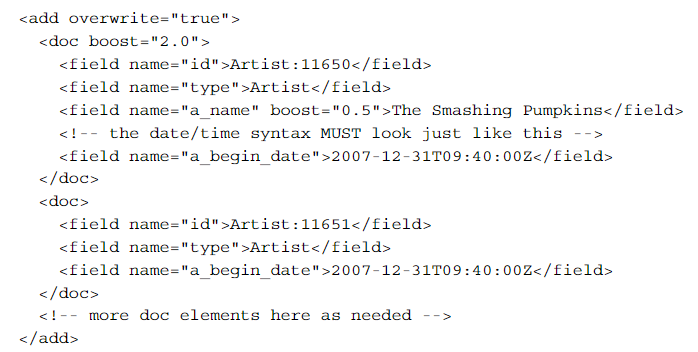 <add overwrite="true">
<doc boost="2.0">
<field name="id">Artist:11650</field>
<field name="type">Artist</field>
<field name="a_name" boost="0.5">The Smashing Pumpkins</field>
<!-- the date/time syntax MUST look just like this -->
<field name="a_begin_date">2007-12-31T09:40:00Z</field>
</doc>
<doc>
<field name="id">Artist:11651</field>
<field name="type">Artist</field>
<field name="a_begin_date">2007-12-31T09:40:00Z</field>
</doc>
<!-- more doc elements here as needed -->
</add>